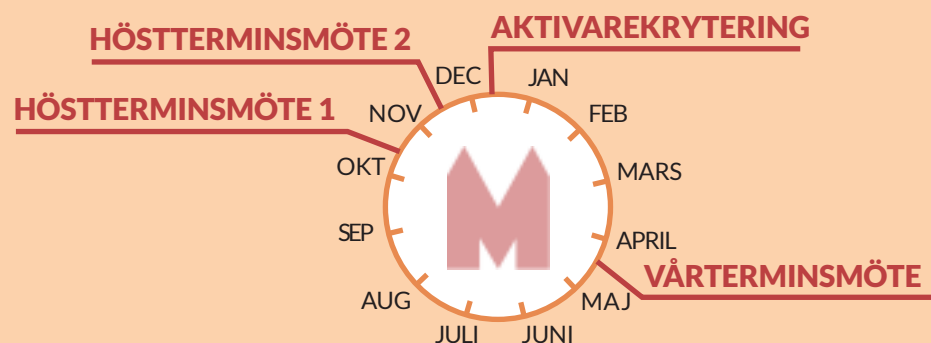 AKTIVAREKRYTERING
HÖSTTERMINSMÖTE 2
HÖSTTERMINSMÖTE 1
DEC
JAN
NOV
FEB
OKT
MARS
SEP
APRIL
VÅRTERMINSMÖTE
AUG
MAJ
JULI
JUNI
M